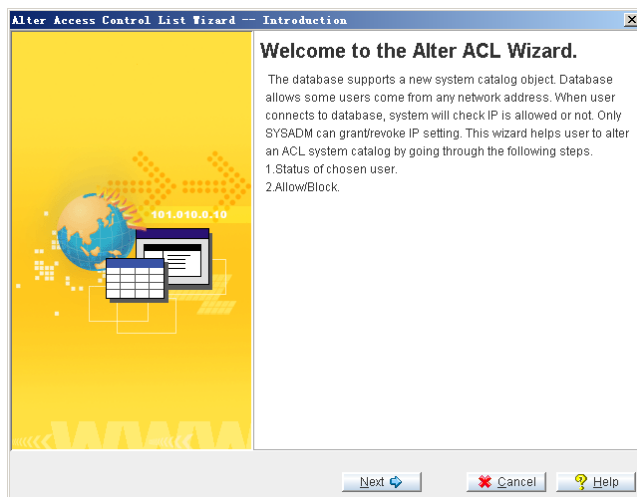 Alter Access Control List Wizard -- Introduction
Welcome to the Alter ACL Wizard.
The database supports a new system catalog object. Database
allows some users come from any network address. When user
connects to database, system will check IP is allowed or not. Only
SYSADM can grant/revoke IP setting. This wizard helps user to alter
an ACL system catalog by going through the following steps.
1.Status of chosen user.
2.Allow/Block.
101.010.0.10
WWW
Next
Cancel
Help